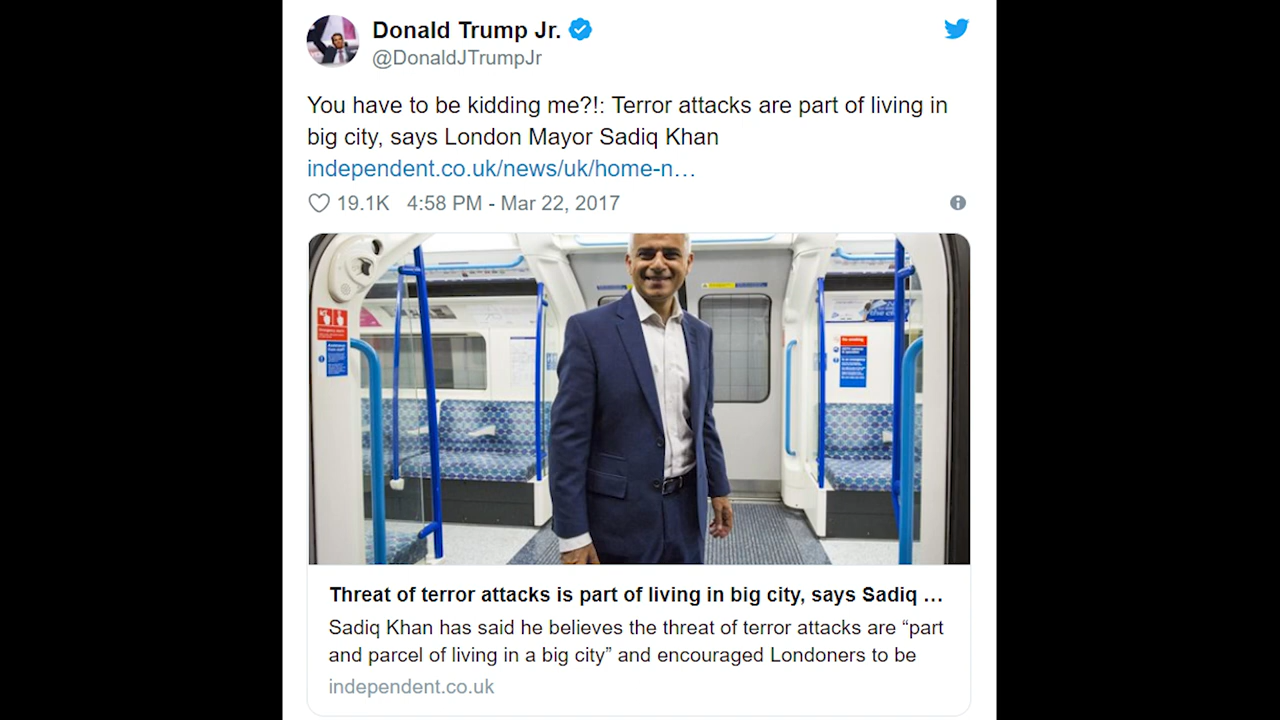 Donald Trump Jr.
@DonaldJTrumpJr
You have to be kidding me?!: Terror attacks are part of living in
big city, says London Mayor Sadiq Khan
independent.co.uk/news/uk/home-n…
19.1K 4:58 PM - Mar 22, 2017
Threat of terror attacks is part of living in big city, says Sadiq …
Sadiq Khan has said he believes the threat of terror attacks are “part
and parcel of living in a big city” and encouraged Londoners to be
independent.co.uk